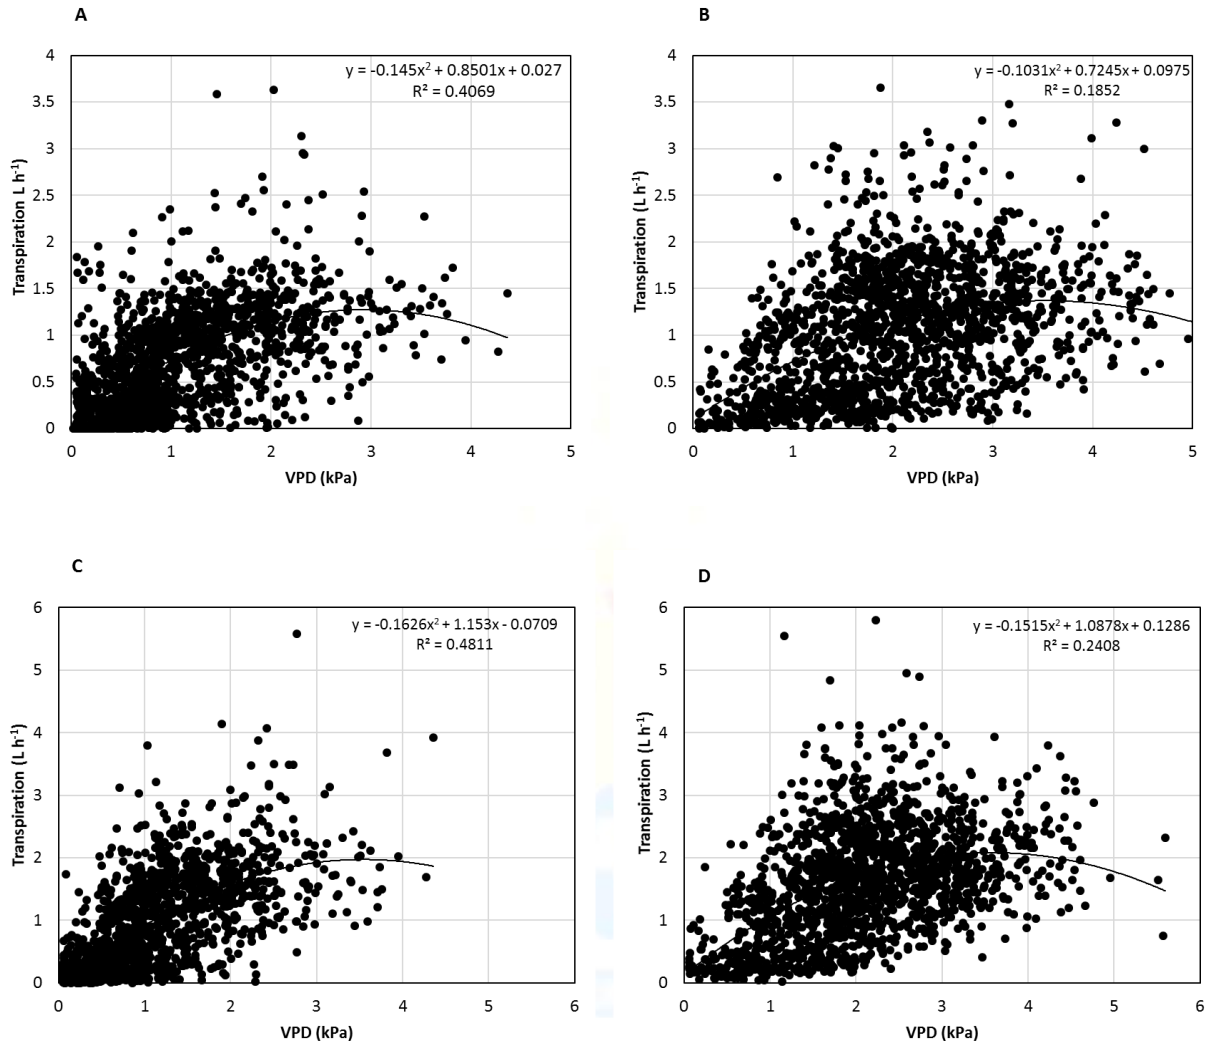 A
B
4
3.5
3
2.5
2
1.5
1
0.5
0
Transpiration L h⁻¹)
y = -0.145x² + 0.8501x + 0.027
R² = 0.4069
0 1 2 3 4 5
VPD (kPa)
4
3.5
3
2.5
2
1.5
1
0.5
0
Transpiration (L h⁻¹)
y = -0.1031x² + 0.7245x + 0.0975
R² = 0.1852
0 1 2 3 4 5
VPD (kPa)
C
D
6
5
4
3
2
1
0
Transpiration (L h⁻¹)
y = -0.1626x² + 1.153x - 0.0709
R² = 0.4811
0 1 2 3 4 5 6
VPD (kPa)
6
5
4
3
2
1
0
Transpiration (L h⁻¹)
y = -0.1515x² + 1.0878x + 0.1286
R² = 0.2408
0 1 2 3 4 5 6
VPD (kPa)